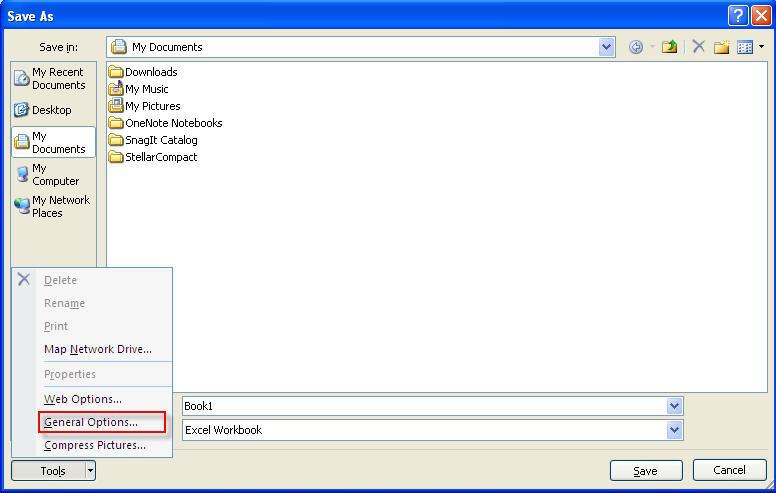 Save As
Save in:
My Documents
My Recent
Documents
Desktop
My
Documents
My
Computer
My Network
Places
Downloads
My Music
My Pictures
OneNote Notebooks
SnagIt Catalog
StellarCompact
Delete
Rename
Print
Map Network Drive...
Properties
Web Options...
General Options...
Compress Pictures...
Book1
Excel Workbook
Tools
Save
Cancel